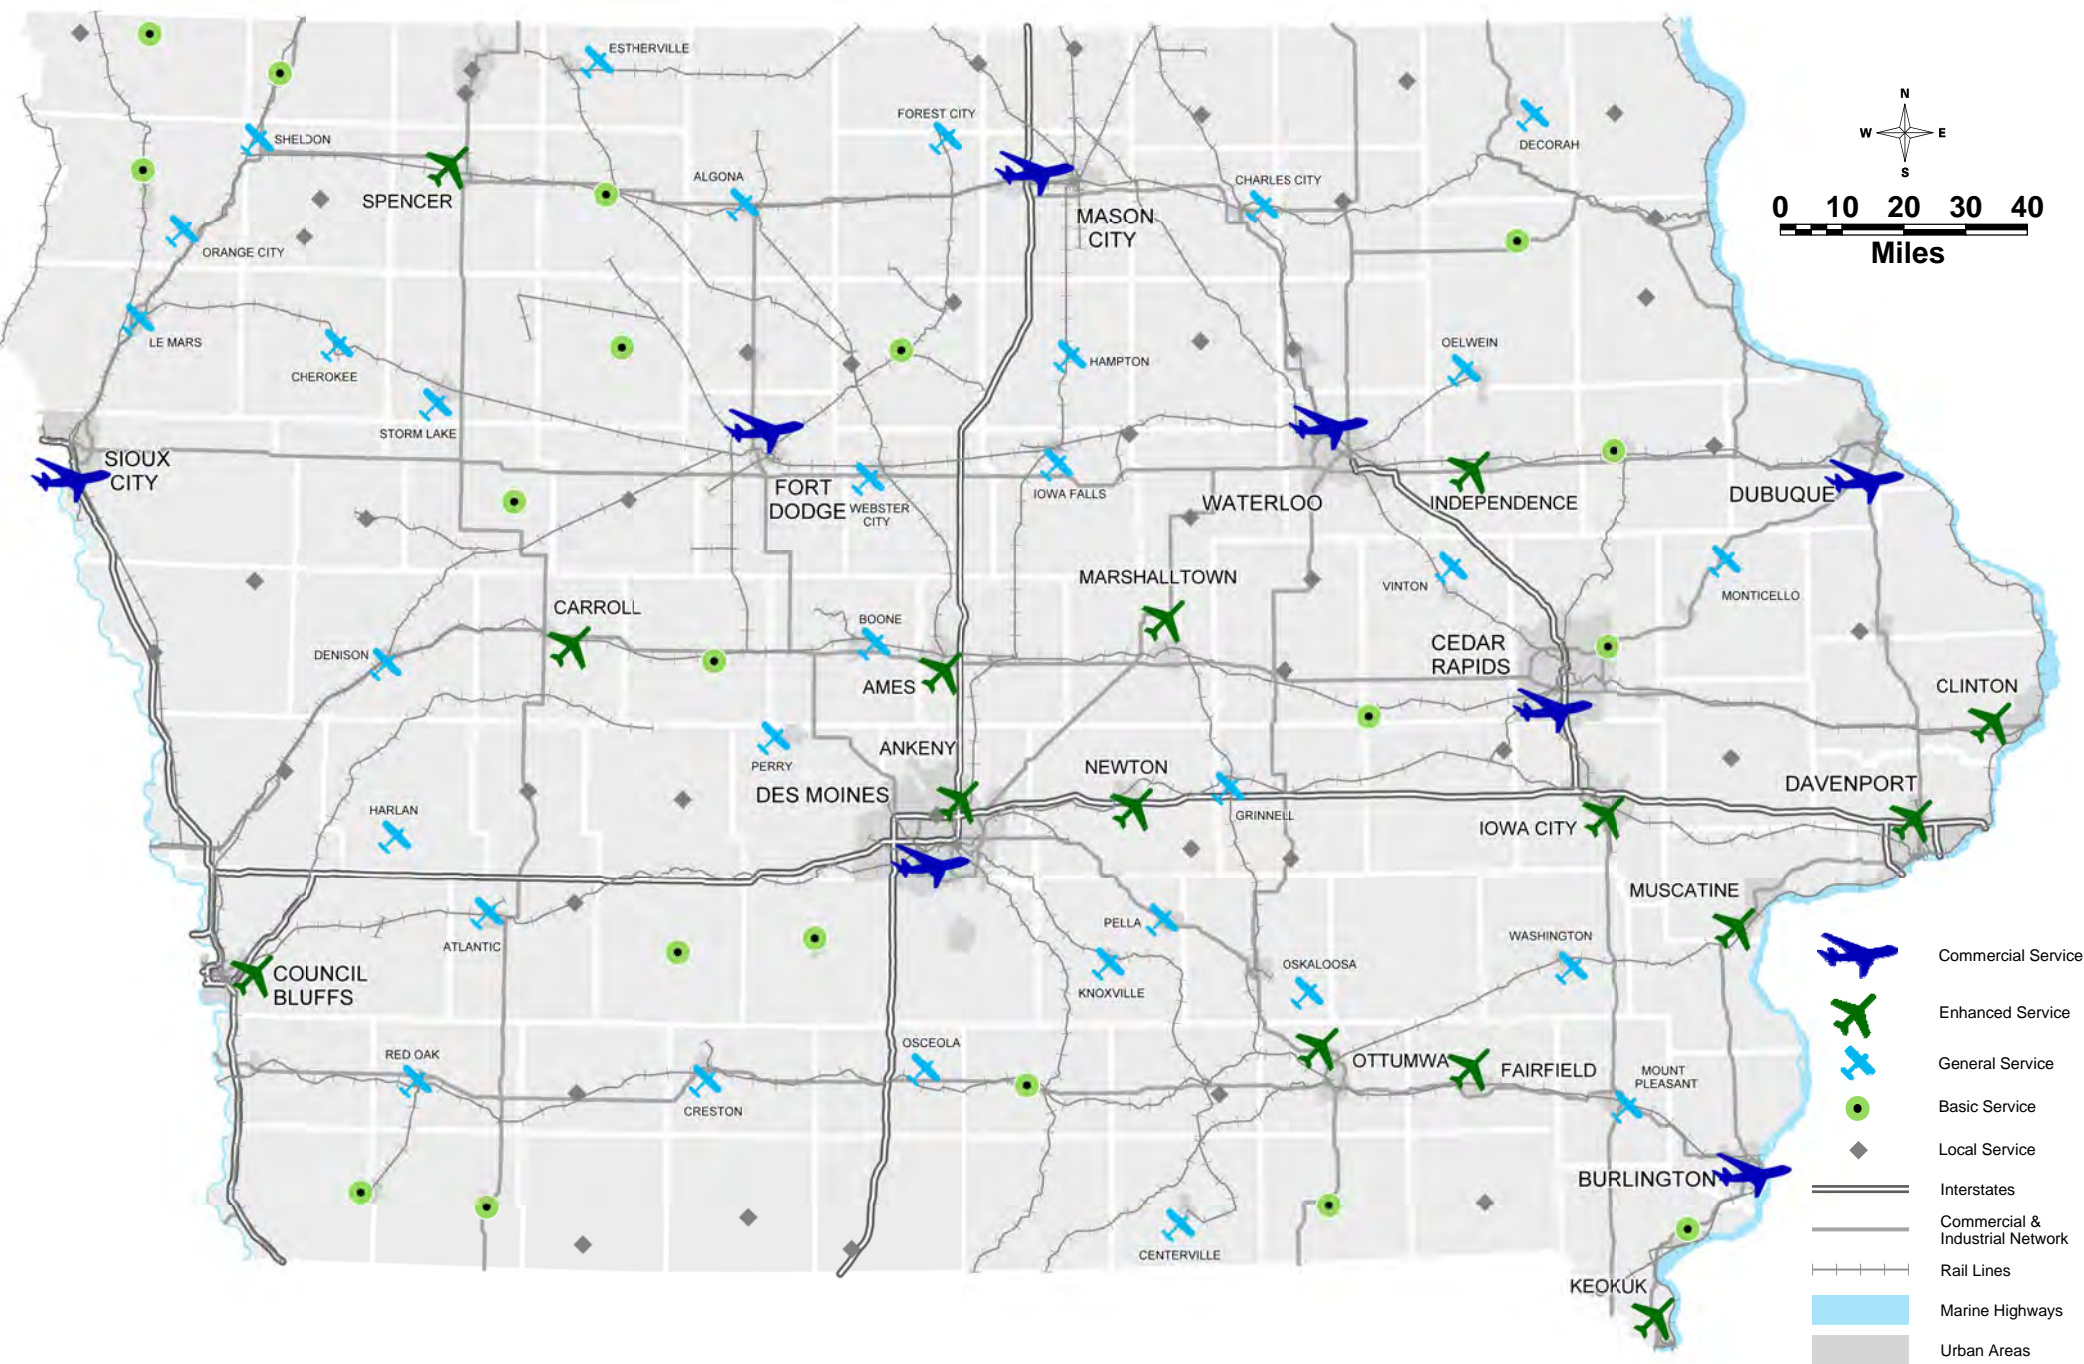 ESTHERVILLE
FOREST CITY
SHELDON
DECORAH
N
W E
S
SPENCER
ALGONA
CHARLES CITY
MASON
CITY
0 10 20 30 40
Miles
ORANGE CITY
LE MARS
CHEROKEE
HAMPTON
OELWEIN
STORM LAKE
SIOUX
CITY
FORT
DODGE
WEBSTER
CITY
IOWA FALLS
WATERLOO
INDEPENDENCE
DUBUQUE
MARSHALLTOWN
VINTON
MONTICELLO
CARROLL
BOONE
DENISON
AMES
CEDAR
RAPIDS
CLINTON
PERRY
ANKENY
NEWTON
DES MOINES
DAVENPORT
HARLAN
GRINNELL
IOWA CITY
MUSCATINE
ATLANTIC
PELLA
WASHINGTON
COUNCIL
BLUFFS
KNOXVILLE
OSKALOOSA
RED OAK
OSCEOLA
CRESTON
OTTUMWA
FAIRFIELD
MOUNT
PLEASANT
BURLINGTON
CENTERVILLE
KEOKUK
Commercial Service
Enhanced Service
General Service
Basic Service
Local Service
Interstates
Commercial &
Industrial Network
Rail Lines
Marine Highways
Urban Areas